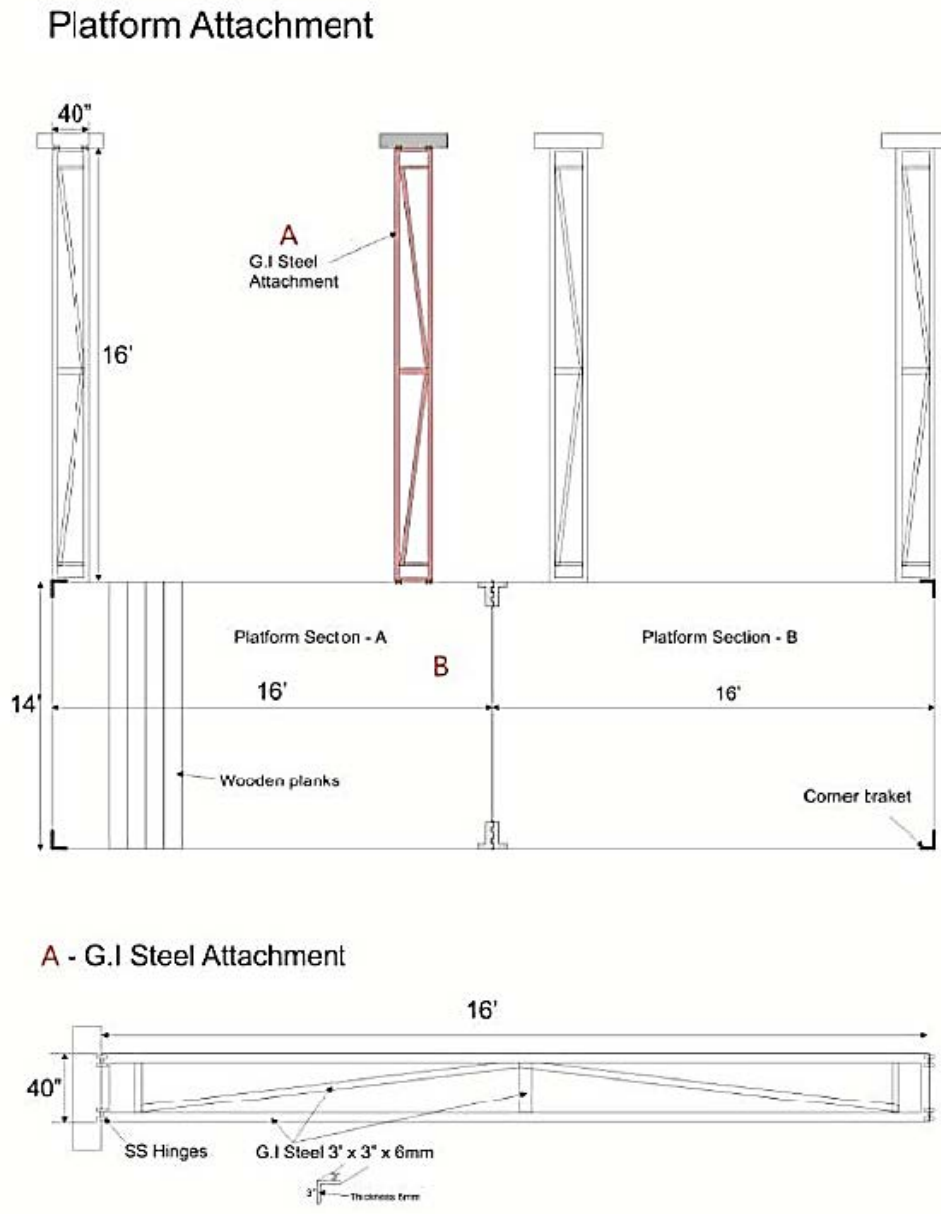 Platform Attachment
40"
A
G.I Steel
Attachment
16'
Platform Secton - A
Platform Section - B
B
16'
16'
14'
Wooden planks
Corner braket
A - G.I Steel Attachment
16'
40"
SS Hinges
G.I Steel 3" x 3" x 6mm
3"
Thickness 6mm